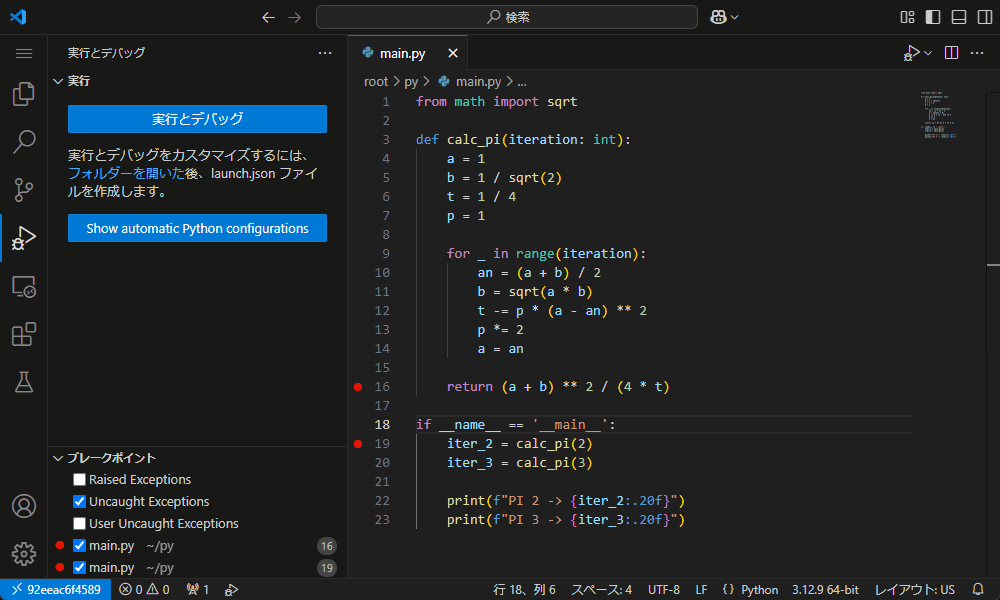 検索
実行とデバッグ
実行
実行とデバッグ
実行とデバッグをカスタマイズするには、
フォルダーを開いた後、launch.json ファイ
ルを作成します。
Show automatic Python configurations
ブレークポイント
Raised Exceptions
Uncaught Exceptions
User Uncaught Exceptions
main.py ~/py 16
main.py ~/py 19
main.py
root > py > main.py > ...
1 from math import sqrt
2
3 def calc_pi(iteration: int):
4 a = 1
5 b = 1 / sqrt(2)
6 t = 1 / 4
7 p = 1
8
9 for _ in range(iteration):
10 an = (a + b) / 2
11 b = sqrt(a * b)
12 t -= p * (a - an) ** 2
13 p *= 2
14 a = an
15
16 return (a + b) ** 2 / (4 * t)
17
18 if __name__ == '__main__':
19 iter_2 = calc_pi(2)
20 iter_3 = calc_pi(3)
21
22 print(f"PI 2 -> {iter_2:.20f}")
23 print(f"PI 3 -> {iter_3:.20f}")
92eeac6f4589 0 0 1 行 18、列 6 スペース: 4 UTF-8 LF {} Python 3.12.9 64-bit レイアウト: US